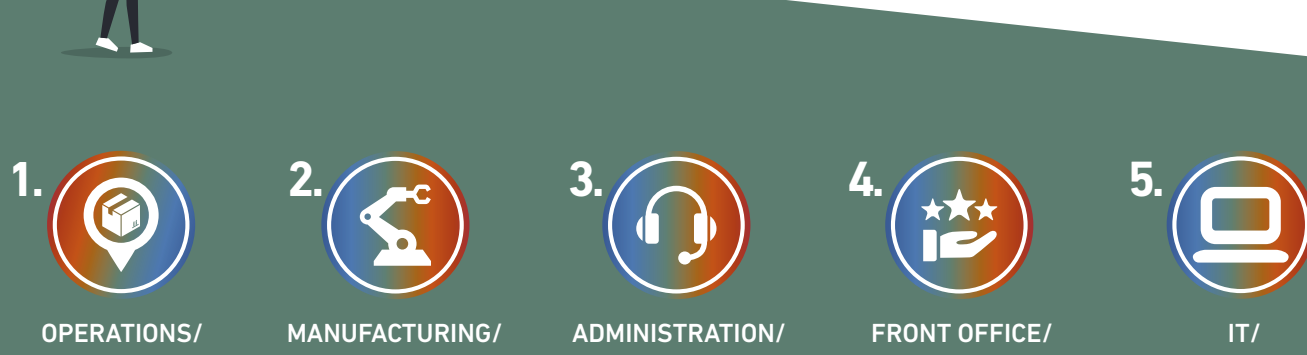 1. 2. 3. 4. 5.
OPERATIONS/ MANUFACTURING/ ADMINISTRATION/ FRONT OFFICE/ IT/